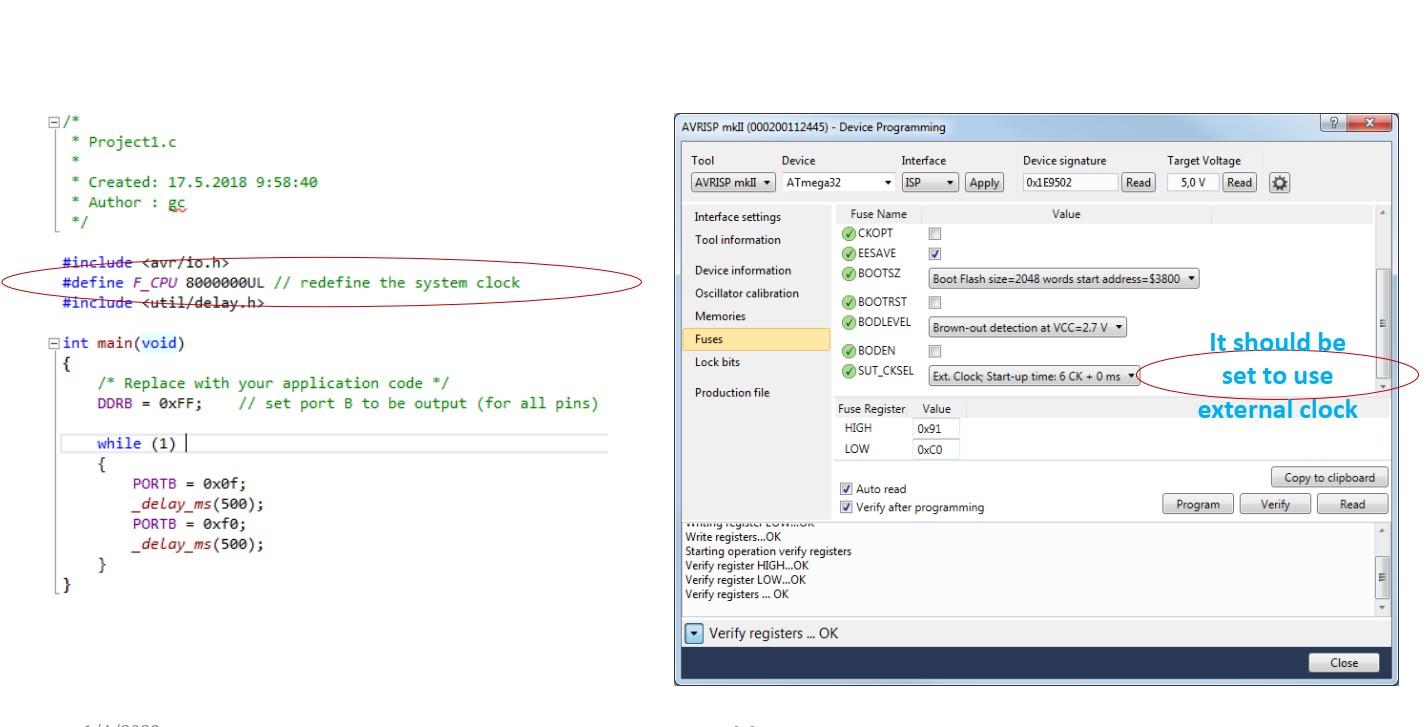 /*
* Project1.c
*
* Created: 17.5.2018 9:58:40
* Author : gc
*/
#include <avr/io.h>
#define F_CPU 8000000UL // redefine the system clock
#include <util/delay.h>
int main(void)
{
/* Replace with your application code */
DDRB = 0xFF; // set port B to be output (for all pins)
while (1)
{
PORTB = 0x0f;
_delay_ms(500);
PORTB = 0xf0;
_delay_ms(500);
}
}
AVRISP mkII (000200112445) - Device Programming
Tool Device Interface Device signature Target Voltage
AVRISP mkII ATmega32 ISP Apply 0x1E9502 Read 5,0 V Read
Interface settings
Tool information
Device information
Oscillator calibration
Memories
Fuses
Lock bits
Production file
Fuse Name Value
CKOPT
EESAVE
BOOTSZ Boot Flash size=2048 words start address=$3800
BOOTRST
BODLEVEL Brown-out detection at VCC=2.7 V
BODEN
SUT_CKSEL Ext. Clock; Start-up time: 6 CK + 0 ms
It should be
set to use
external clock
Fuse Register Value
HIGH 0x91
LOW 0xC0
Copy to clipboard
Auto read
Verify after programming
Program Verify Read
Writing register LOW...OK
Write registers...OK
Starting operation verify registers
Verify register HIGH...OK
Verify register LOW...OK
Verify registers ... OK
Verify registers ... OK
Close